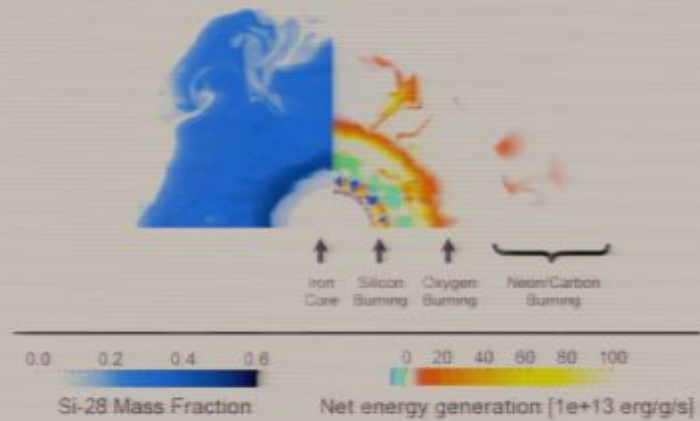 Iron
Core
Silicon
Burning
Oxygen
Burning
Neon/Carbon
Burning
0.0 0.2 0.4 0.6
Si-28 Mass Fraction
0 20 40 60 80 100
Net energy generation [1e+13 erg/g/s]